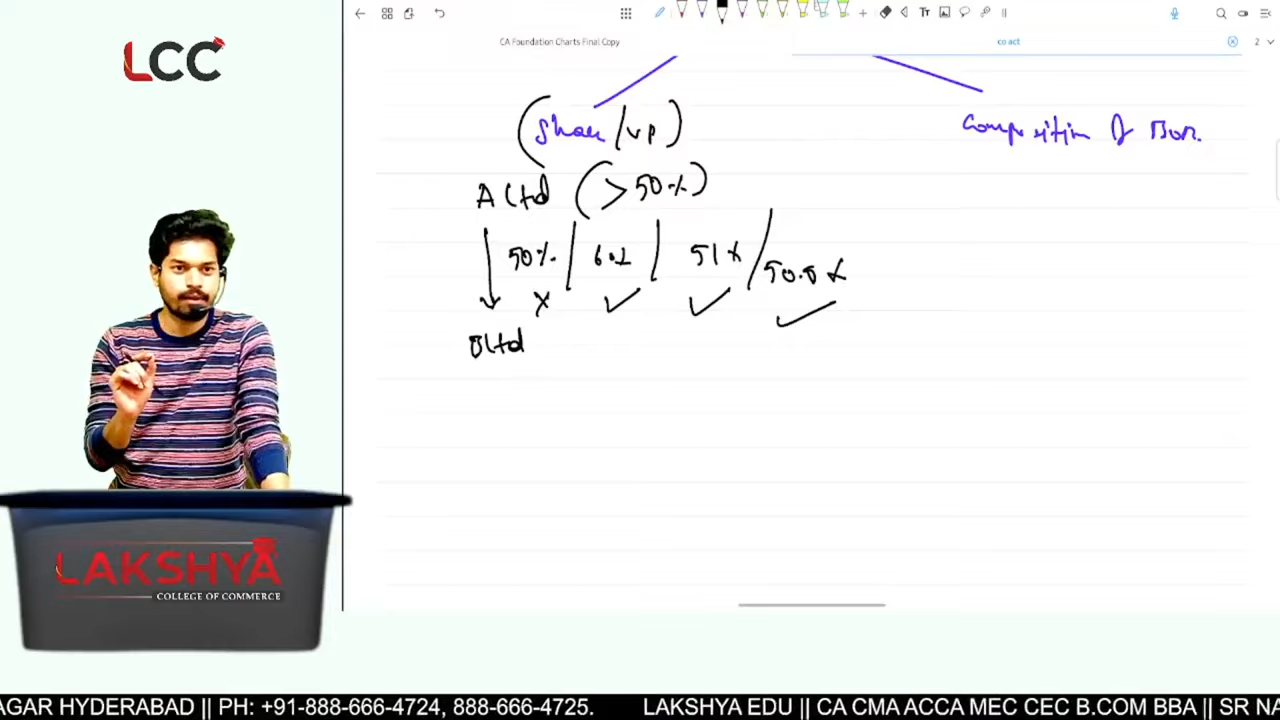 LCC
CA Foundation Charts Final Copy
co act
2
Tт
(Share/VP)
Composition of BOD.
A Ltd (>50%)
50% / 60% / 51% / 50.5%
B Ltd
LAKSHYA
COLLEGE OF COMMERCE
AGAR HYDERABAD || PH: +91-888-666-4724, 888-666-4725. LAKSHYA EDU || CA CMA ACCA MEC CEC B.COM BBA || SR NA